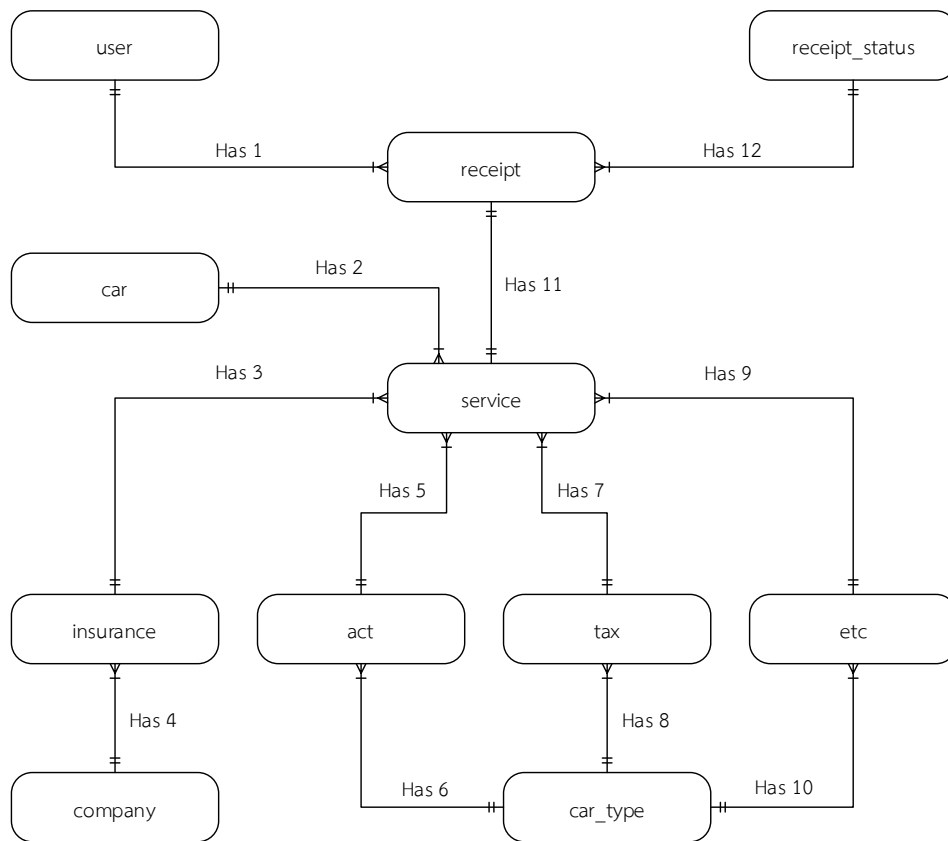 user
receipt_status
Has 1
Has 12
receipt
Has 2
Has 11
car
Has 3
Has 9
service
Has 5
Has 7
insurance
act
tax
etc
Has 4
Has 8
Has 6
Has 10
company
car_type